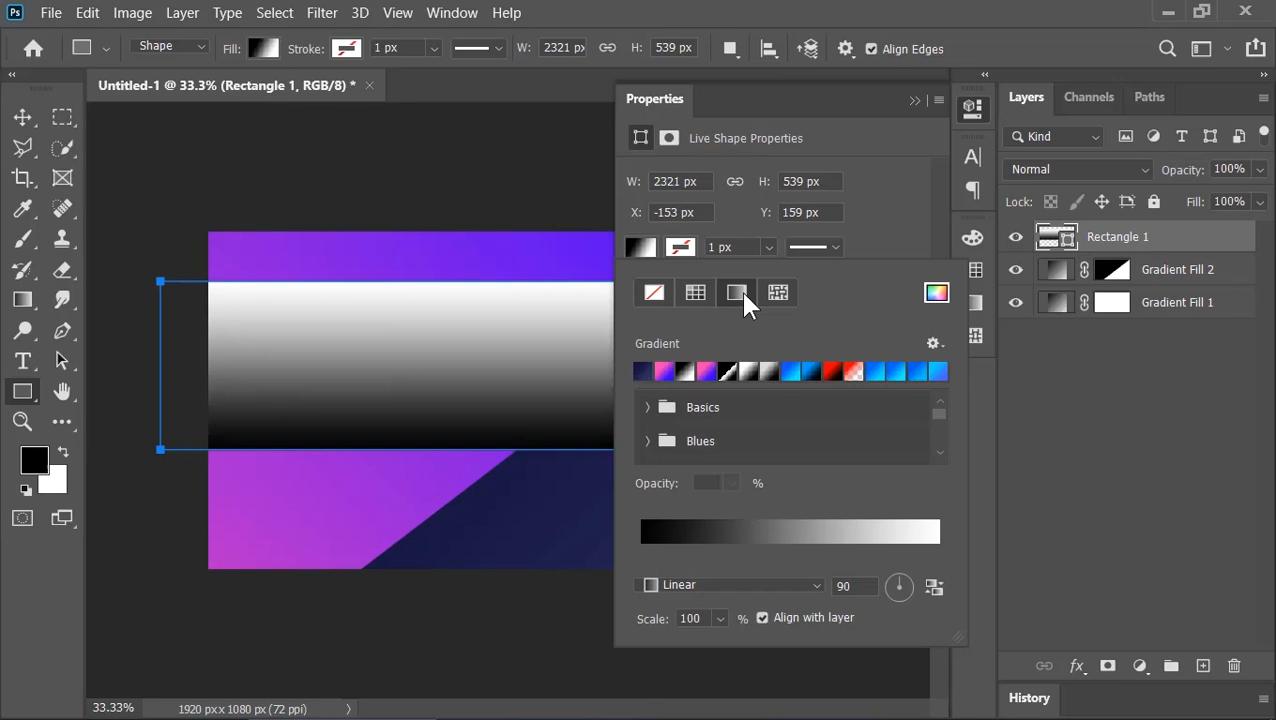 Ps File Edit Image Layer Type Select Filter 3D View Window Help
Shape Fill: Stroke: 1 px W: 2321 px H: 539 px Align Edges
Untitled-1 @ 33.3% (Rectangle 1, RGB/8) *
Properties
Live Shape Properties
W: 2321 px H: 539 px
X: -153 px Y: 159 px
1 px
Gradient
Basics
Blues
Opacity: %
Linear 90
Scale: 100 % Align with layer
Layers Channels Paths
Kind
Normal Opacity: 100%
Lock: Fill: 100%
Rectangle 1
Gradient Fill 2
Gradient Fill 1
fx
History
33.33% 1920 px x 1080 px (72 ppi)